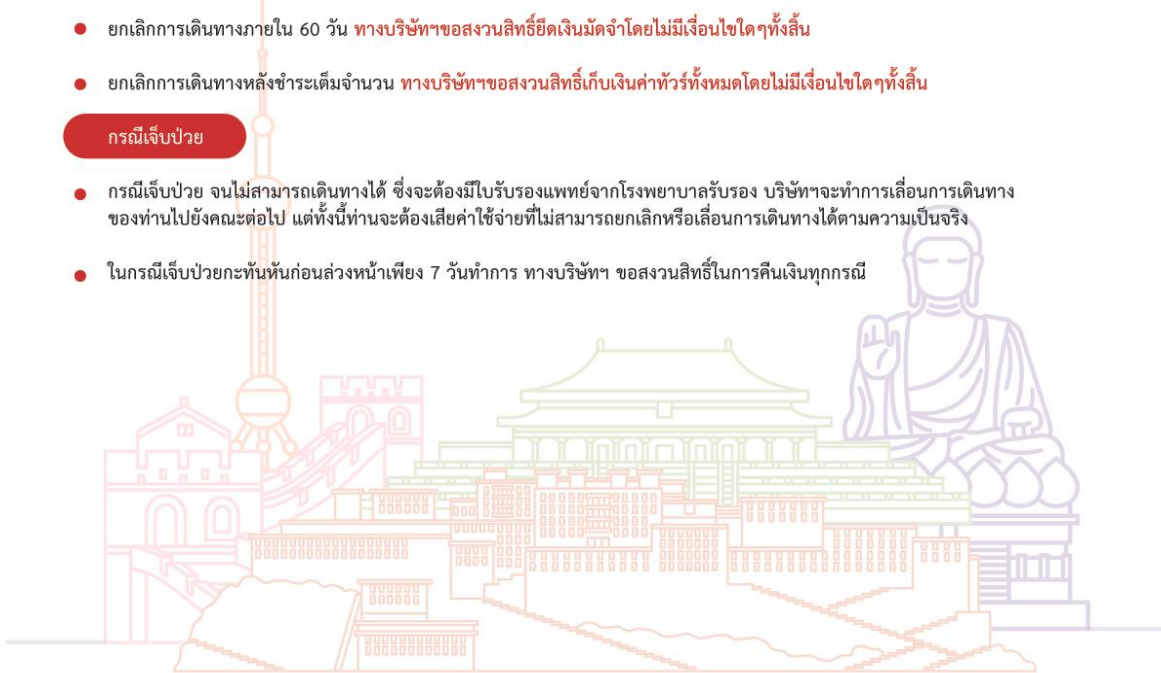 ยกเลิกการเดินทางภายใน 60 วัน ทางบริษัทฯขอสงวนสิทธิ์ยึดเงินมัดจำโดยไม่มีเงื่อนไขใดๆทั้งสิ้น
ยกเลิกการเดินทางหลังชำระเต็มจำนวน ทางบริษัทฯขอสงวนสิทธิ์เก็บเงินค่าทัวร์ทั้งหมดโดยไม่มีเงื่อนไขใดๆทั้งสิ้น
กรณีเจ็บป่วย
กรณีเจ็บป่วย จนไม่สามารถเดินทางได้ ซึ่งจะต้องมีใบรับรองแพทย์จากโรงพยาบาลรับรอง บริษัทฯจะทำการเลื่อนการเดินทาง
ของท่านไปยังคณะต่อไป แต่ทั้งนี้ท่านจะต้องเสียค่าใช้จ่ายที่ไม่สามารถยกเลิกหรือเลื่อนการเดินทางได้ตามความเป็นจริง
ในกรณีเจ็บป่วยกะทันหันก่อนล่วงหน้าเพียง 7 วันทำการ ทางบริษัทฯ ขอสงวนสิทธิ์ในการคืนเงินทุกกรณี